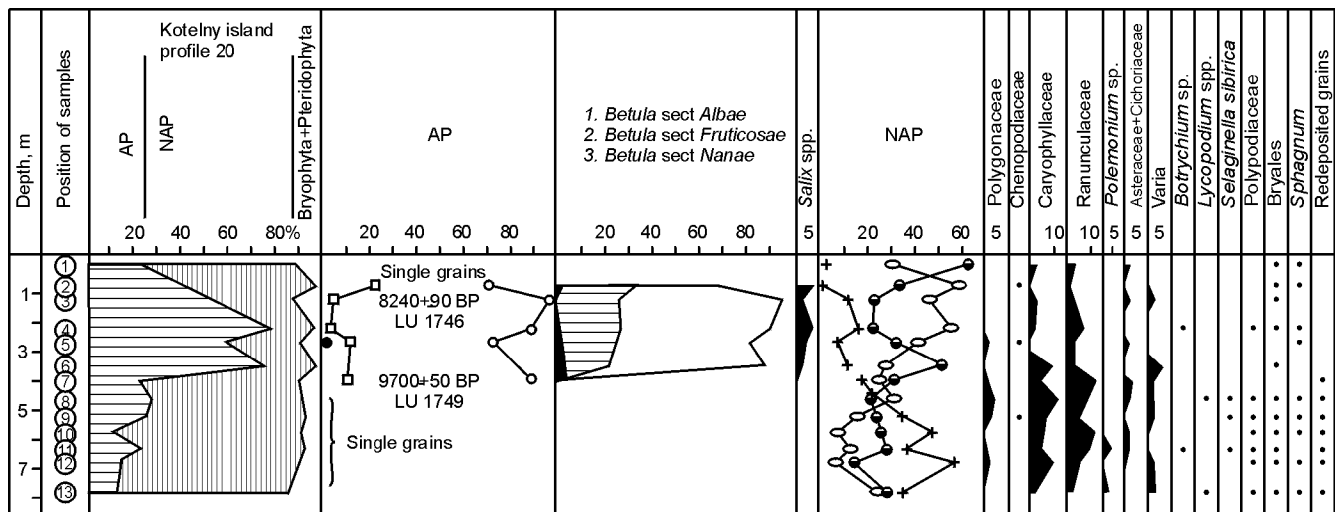 Kotelny island
profile 20
Depth, m
Position of samples
AP
NAP
Bryophyta+Pteridophyta
AP
1. Betula sect Albae
2. Betula sect Fruticosae
3. Betula sect Nanae
Salix spp.
NAP
Polygonaceae
Chenopodiaceae
Caryophyllaceae
Ranunculaceae
Polemonium sp.
Asteraceae+Cichoriaceae
Varia
Botrychium sp.
Lycopodium spp.
Selaginella sibirica
Polypodiaceae
Bryales
Sphagnum
Redeposited grains
20 40 60 80%
20 40 60 80
20 40 60 80
5
20 40 60
5 5 10 10 5 5 5
1
2
3
4
5
6
7
8
9
10
11
12
13
1
3
5
7
Single grains
8240±90 BP
LU 1746
9700±50 BP
LU 1749
Single grains